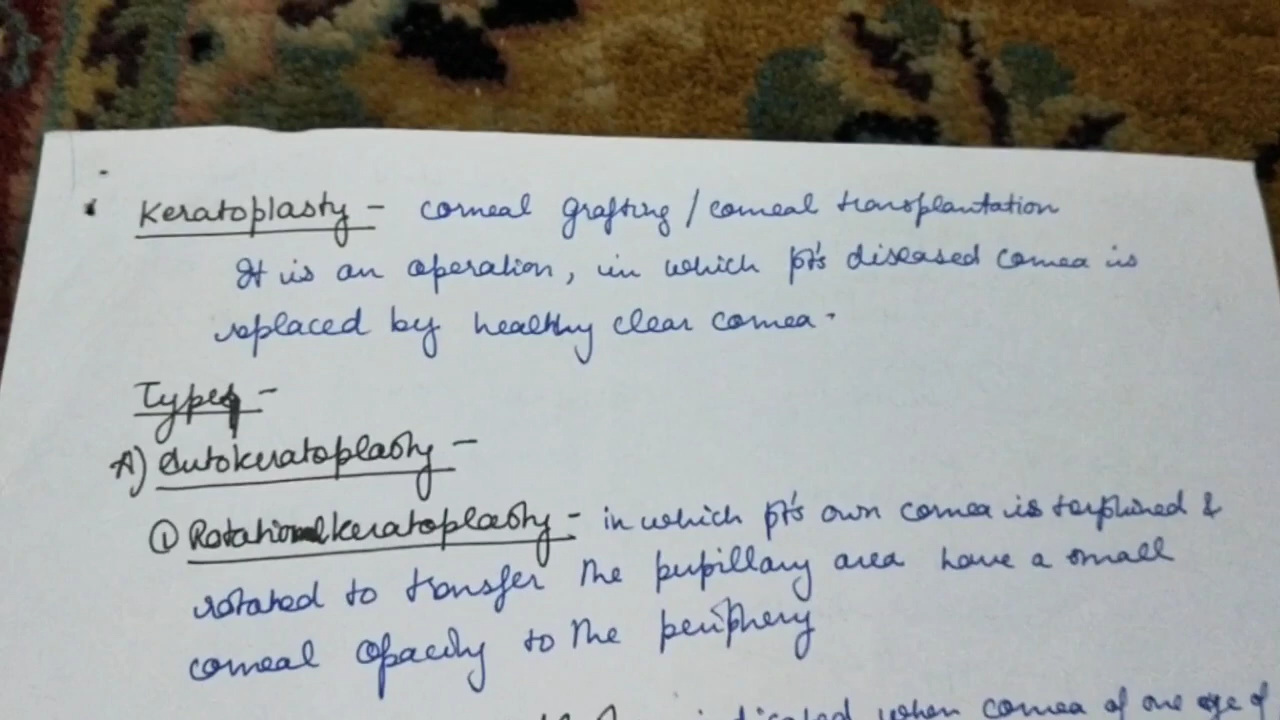 Keratoplasty - corneal grafting / corneal transplantation
It is an operation, in which pt's diseased cornea is
replaced by healthy clear cornea.
Types -
A) Autokeratoplasty -
① Rotational keratoplasty - in which pt's own cornea is terphined &
rotated to transfer the pupillary area have a small
corneal opacity to the periphery
indicated when cornea of one eye of